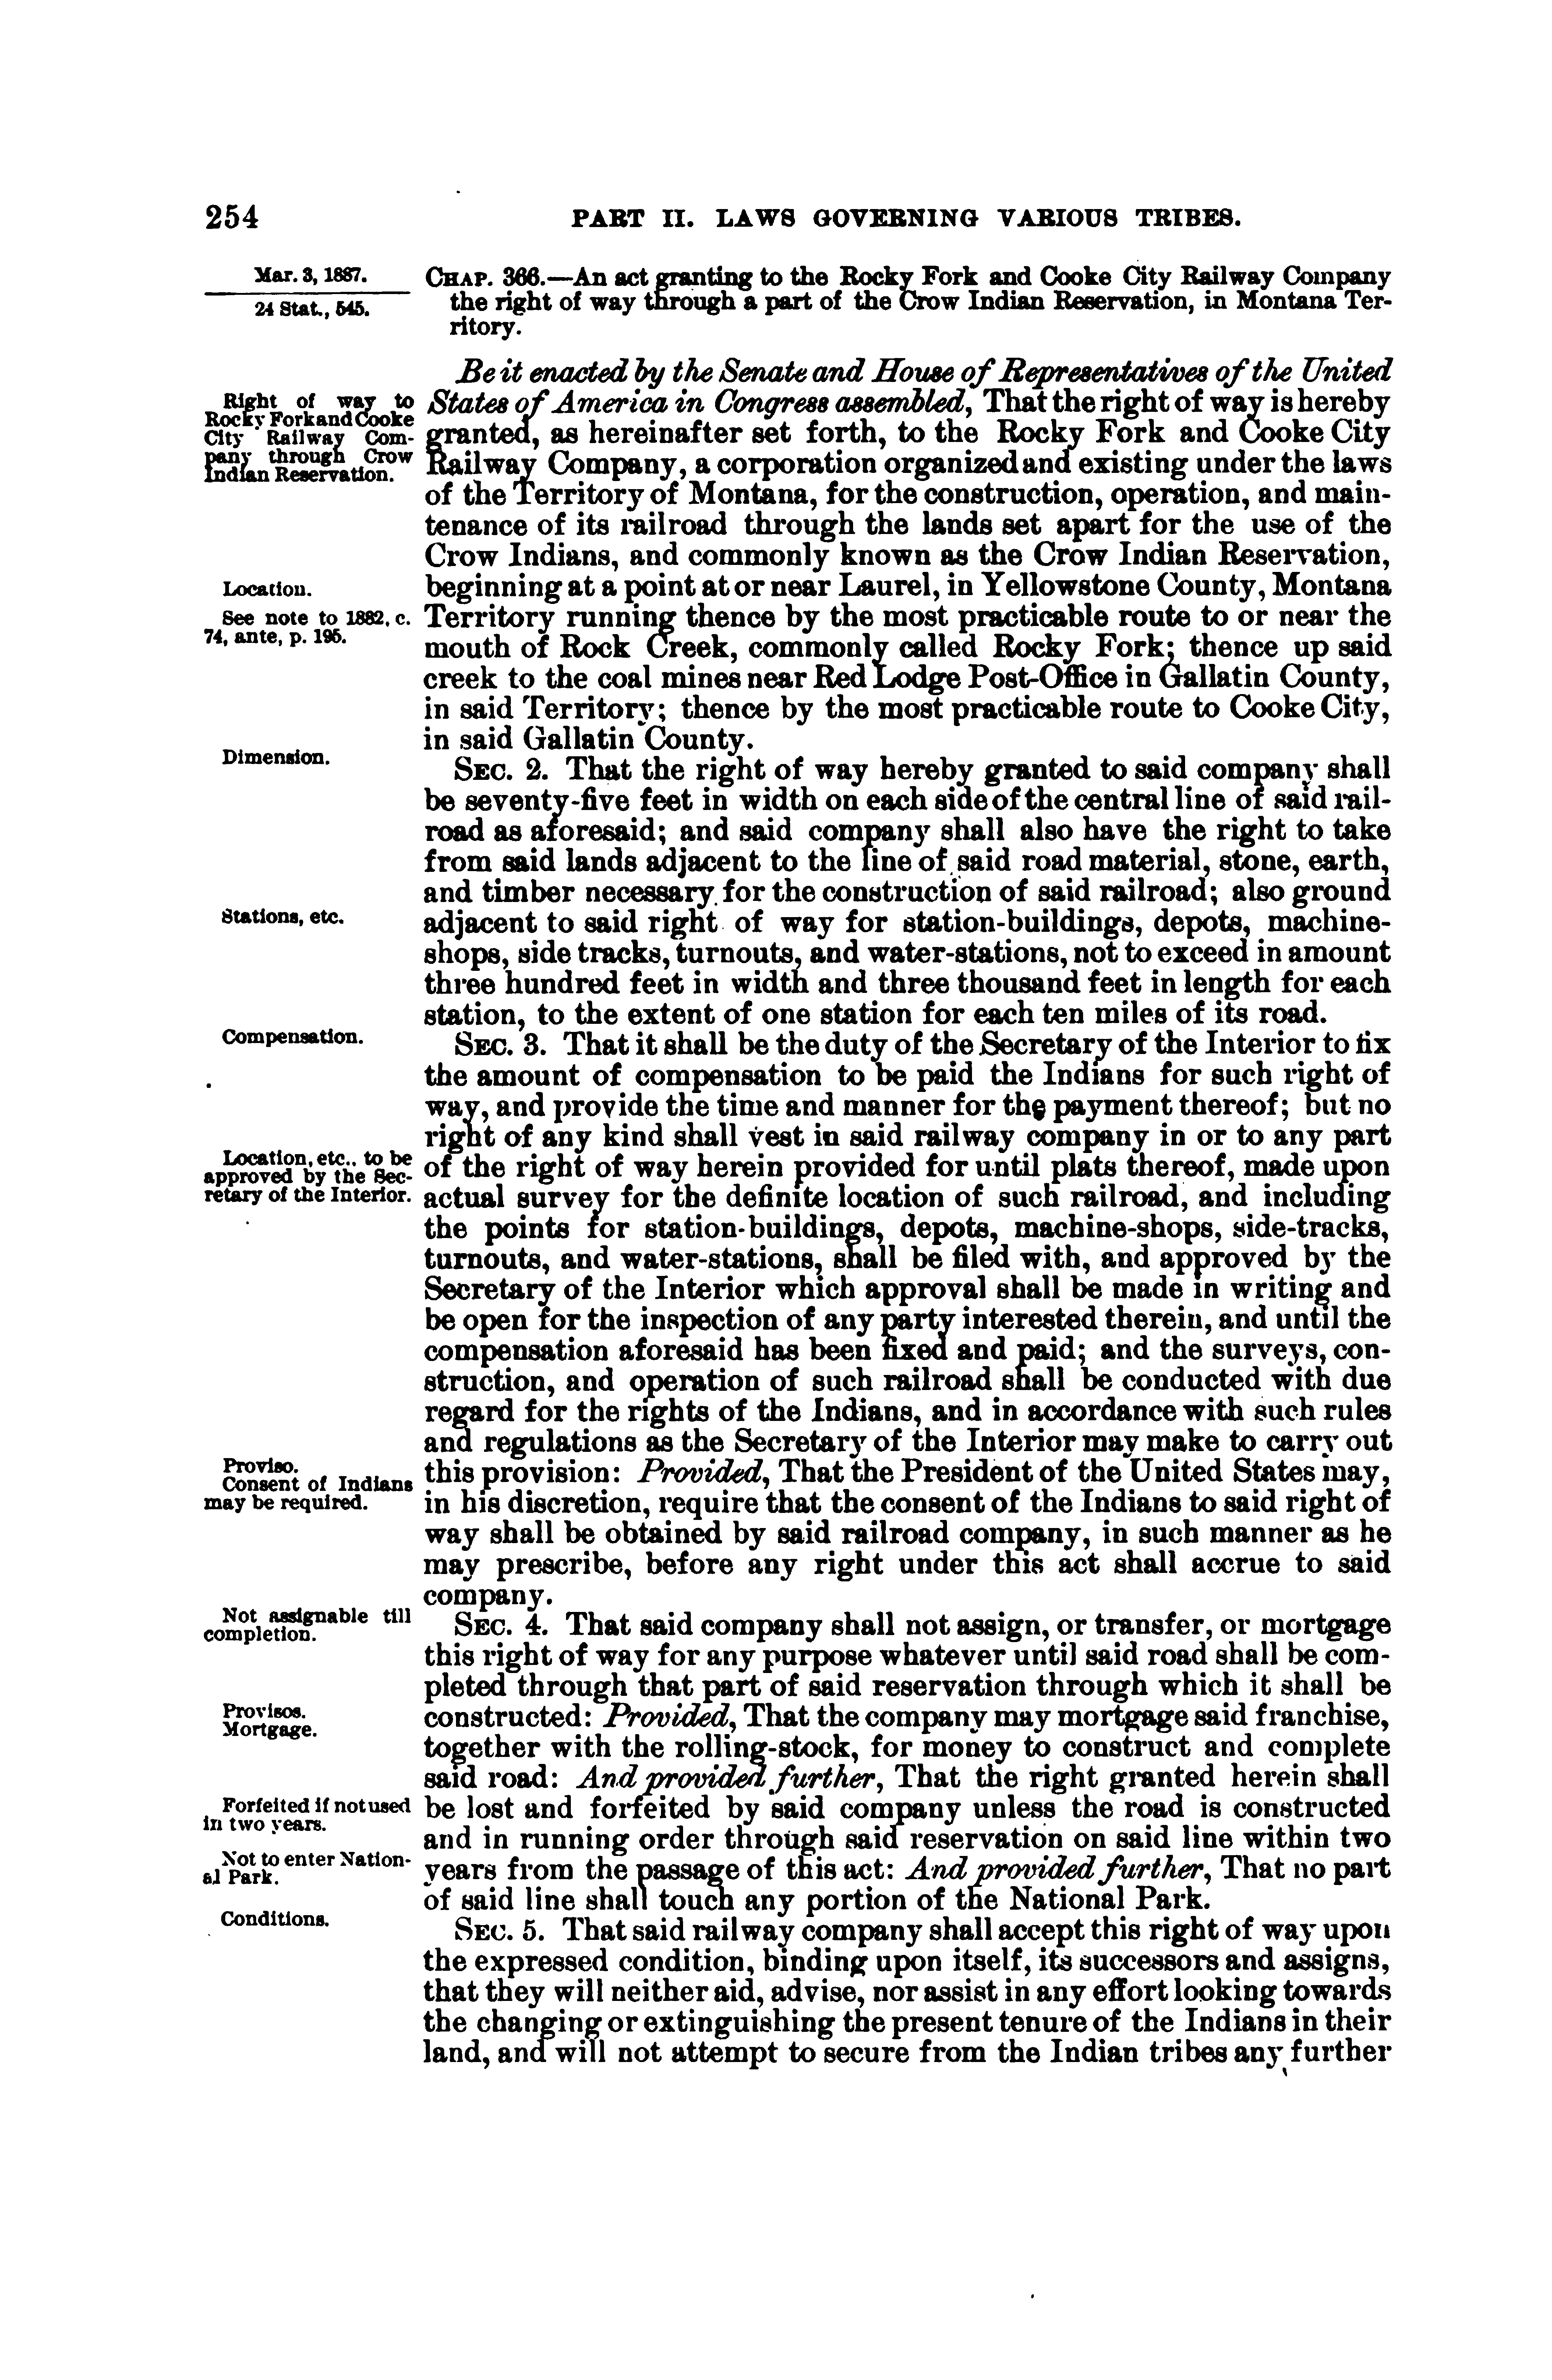 254
PART II. LAWS GOVERNING VARIOUS TRIBES.
Mar. 3, 1887.
24 Stat., 545.
CHAP. 366.—An act granting to the Rocky Fork and Cooke City Railway Company
the right of way through a part of the Crow Indian Reservation, in Montana Ter-
ritory.
Be it enacted by the Senate and House of Representatives of the United
Right of way to
Rocky Fork and Cooke
City Railway Com-
pany through Crow
Indian Reservation.
States of America in Congress assembled, That the right of way is hereby
granted, as hereinafter set forth, to the Rocky Fork and Cooke City
Railway Company, a corporation organized and existing under the laws
of the Territory of Montana, for the construction, operation, and main-
tenance of its railroad through the lands set apart for the use of the
Crow Indians, and commonly known as the Crow Indian Reservation,
Location.
beginning at a point at or near Laurel, in Yellowstone County, Montana
See note to 1882, c.
74, ante, p. 195.
Territory running thence by the most practicable route to or near the
mouth of Rock Creek, commonly called Rocky Fork; thence up said
creek to the coal mines near Red Lodge Post-Office in Gallatin County,
in said Territory; thence by the most practicable route to Cooke City,
in said Gallatin County.
Dimension.
SEC. 2. That the right of way hereby granted to said company shall
be seventy-five feet in width on each side of the central line of said rail-
road as aforesaid; and said company shall also have the right to take
from said lands adjacent to the line of said road material, stone, earth,
and timber necessary for the construction of said railroad; also ground
Stations, etc.
adjacent to said right of way for station-buildings, depots, machine-
shops, side tracks, turnouts, and water-stations, not to exceed in amount
three hundred feet in width and three thousand feet in length for each
station, to the extent of one station for each ten miles of its road.
Compensation.
SEC. 3. That it shall be the duty of the Secretary of the Interior to fix
the amount of compensation to be paid the Indians for such right of
way, and provide the time and manner for the payment thereof; but no
right of any kind shall vest in said railway company in or to any part
Location, etc., to be
approved by the Sec-
retary of the Interior.
of the right of way herein provided for until plats thereof, made upon
actual survey for the definite location of such railroad, and including
the points for station-buildings, depots, machine-shops, side-tracks,
turnouts, and water-stations, shall be filed with, and approved by the
Secretary of the Interior which approval shall be made in writing and
be open for the inspection of any party interested therein, and until the
compensation aforesaid has been fixed and paid; and the surveys, con-
struction, and operation of such railroad shall be conducted with due
regard for the rights of the Indians, and in accordance with such rules
and regulations as the Secretary of the Interior may make to carry out
Proviso.
Consent of Indians
may be required.
this provision: Provided, That the President of the United States may,
in his discretion, require that the consent of the Indians to said right of
way shall be obtained by said railroad company, in such manner as he
may prescribe, before any right under this act shall accrue to said
company.
Not assignable till
completion.
SEC. 4. That said company shall not assign, or transfer, or mortgage
this right of way for any purpose whatever until said road shall be com-
pleted through that part of said reservation through which it shall be
Provisos.
Mortgage.
constructed: Provided, That the company may mortgage said franchise,
together with the rolling-stock, for money to construct and complete
said road: And provided further, That the right granted herein shall
Forfeited if not used
in two years.
be lost and forfeited by said company unless the road is constructed
and in running order through said reservation on said line within two
Not to enter Nation-
al Park.
years from the passage of this act: And provided further, That no part
of said line shall touch any portion of the National Park.
Conditions.
SEC. 5. That said railway company shall accept this right of way upon
the expressed condition, binding upon itself, its successors and assigns,
that they will neither aid, advise, nor assist in any effort looking towards
the changing or extinguishing the present tenure of the Indians in their
land, and will not attempt to secure from the Indian tribes any further